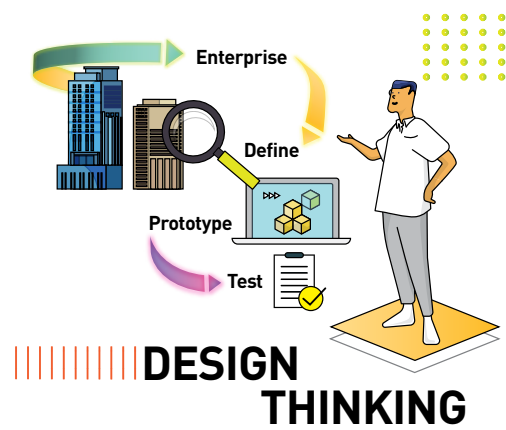 Enterprise
Define
Prototype
Test
DESIGN
THINKING